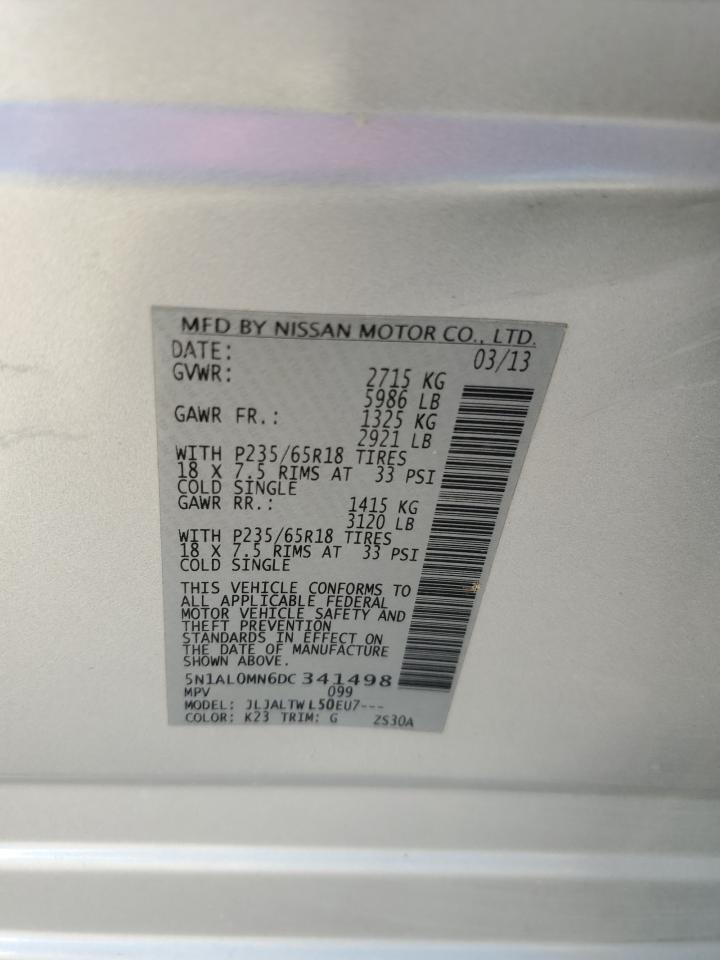 MFD BY NISSAN MOTOR CO., LTD.
DATE: 03/13
GVWR: 2715 KG
5986 LB
GAWR FR.: 1325 KG
2921 LB
WITH P235/65R18 TIRES
18 X 7.5 RIMS AT 33 PSI
COLD SINGLE
GAWR RR.: 1415 KG
3120 LB
WITH P235/65R18 TIRES
18 X 7.5 RIMS AT 33 PSI
COLD SINGLE
THIS VEHICLE CONFORMS TO
ALL APPLICABLE FEDERAL
MOTOR VEHICLE SAFETY AND
THEFT PREVENTION
STANDARDS IN EFFECT ON
THE DATE OF MANUFACTURE
SHOWN ABOVE.
5N1AL0MN6DC 341498
MPV 099
MODEL: JLJALTWL50EU7---
COLOR: K23 TRIM: G ZS30A